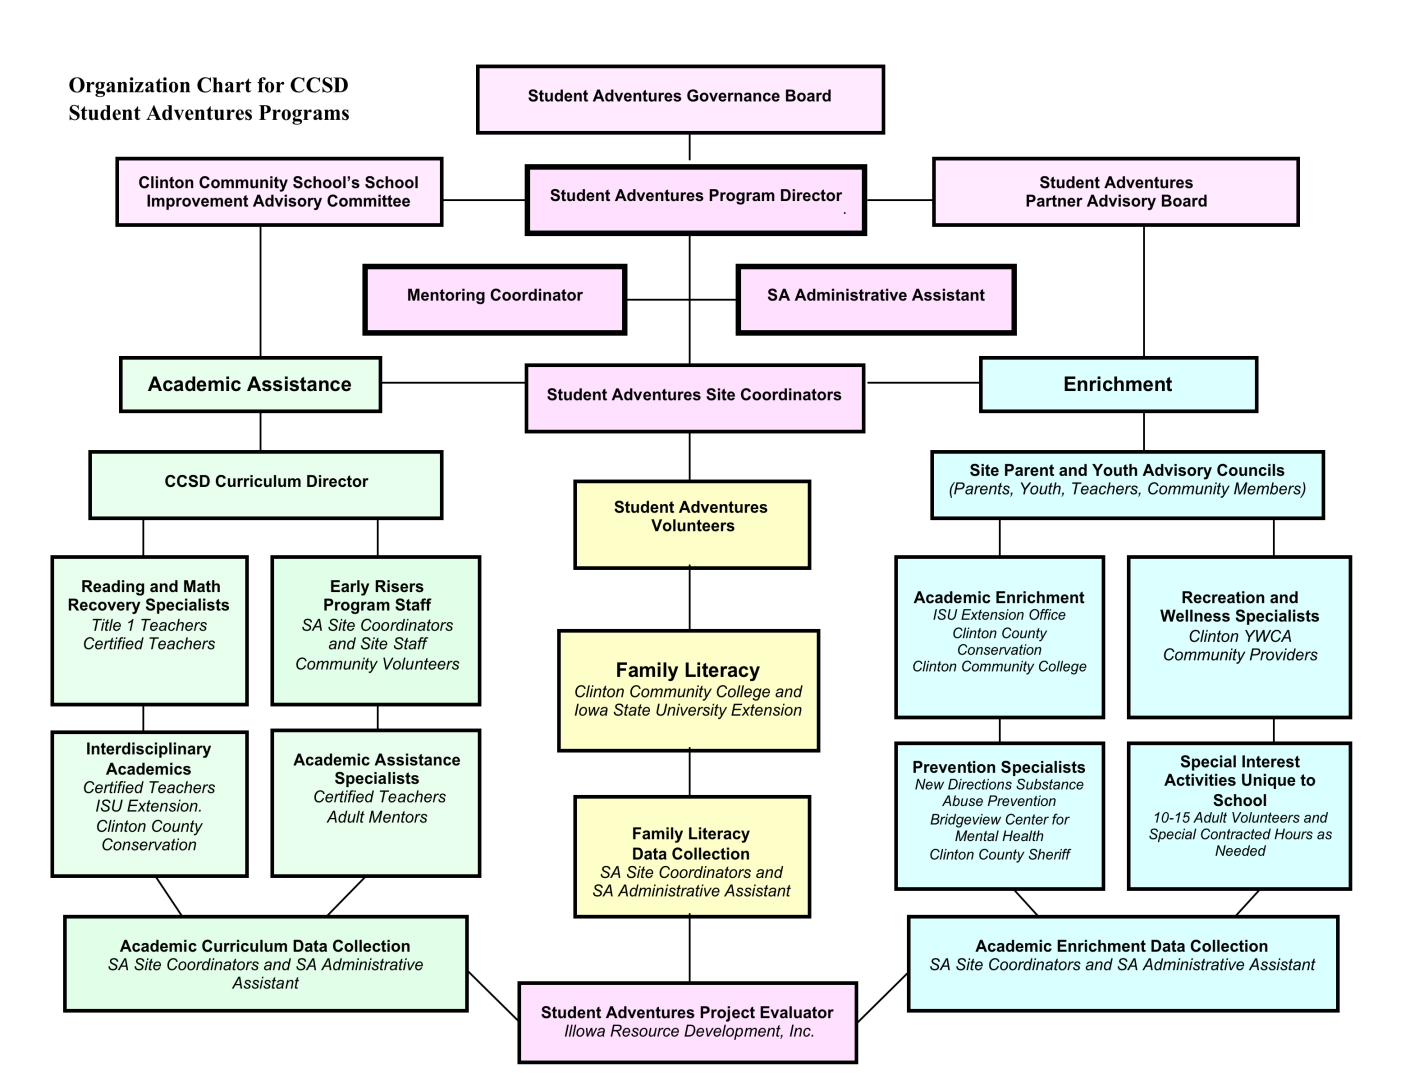 Organization Chart for CCSD
Student Adventures Programs
Student Adventures Governance Board
Clinton Community School’s School
Improvement Advisory Committee
Student Adventures Program Director
.
Student Adventures
Partner Advisory Board
Mentoring Coordinator
SA Administrative Assistant
Academic Assistance
Student Adventures Site Coordinators
Enrichment
CCSD Curriculum Director
Student Adventures
Volunteers
Site Parent and Youth Advisory Councils
(Parents, Youth, Teachers, Community Members)
Reading and Math
Recovery Specialists
Title 1 Teachers
Certified Teachers
Early Risers
Program Staff
SA Site Coordinators
and Site Staff
Community Volunteers
Family Literacy
Clinton Community College and
Iowa State University Extension
Academic Enrichment
ISU Extension Office
Clinton County
Conservation
Clinton Community College
Recreation and
Wellness Specialists
Clinton YWCA
Community Providers
Interdisciplinary
Academics
Certified Teachers
ISU Extension.
Clinton County
Conservation
Academic Assistance
Specialists
Certified Teachers
Adult Mentors
Family Literacy
Data Collection
SA Site Coordinators and
SA Administrative Assistant
Prevention Specialists
New Directions Substance
Abuse Prevention
Bridgeview Center for
Mental Health
Clinton County Sheriff
Special Interest
Activities Unique to
School
10-15 Adult Volunteers and
Special Contracted Hours as
Needed
Academic Curriculum Data Collection
SA Site Coordinators and SA Administrative
Assistant
Student Adventures Project Evaluator
Illowa Resource Development, Inc.
Academic Enrichment Data Collection
SA Site Coordinators and SA Administrative Assistant